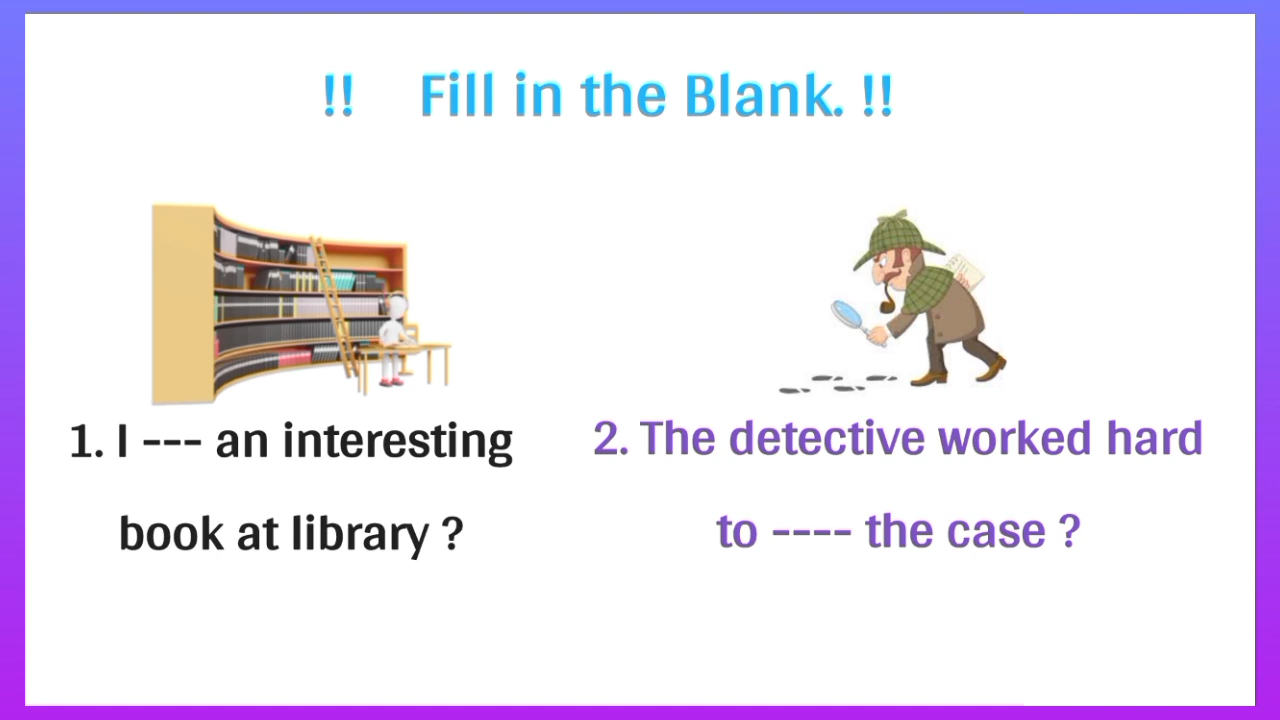 !! Fill in the Blank. !!
1. I --- an interesting
book at library ?
2. The detective worked hard
to ---- the case ?